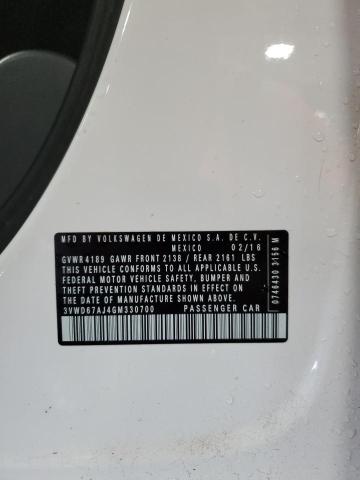 MFD BY VOLKSWAGEN DE MEXICO S.A. DE C.V.
MEXICO 02/16
GVWR 4189 GAWR FRONT 2138 / REAR 2161 LBS
THIS VEHICLE CONFORMS TO ALL APPLICABLE U.S.
FEDERAL MOTOR VEHICLE SAFETY, BUMPER AND
THEFT PREVENTION STANDARDS IN EFFECT ON THE
DATE OF MANUFACTURE SHOWN ABOVE.
3VWD67AJ4GM330700 PASSENGER CAR
0746430 3156 M